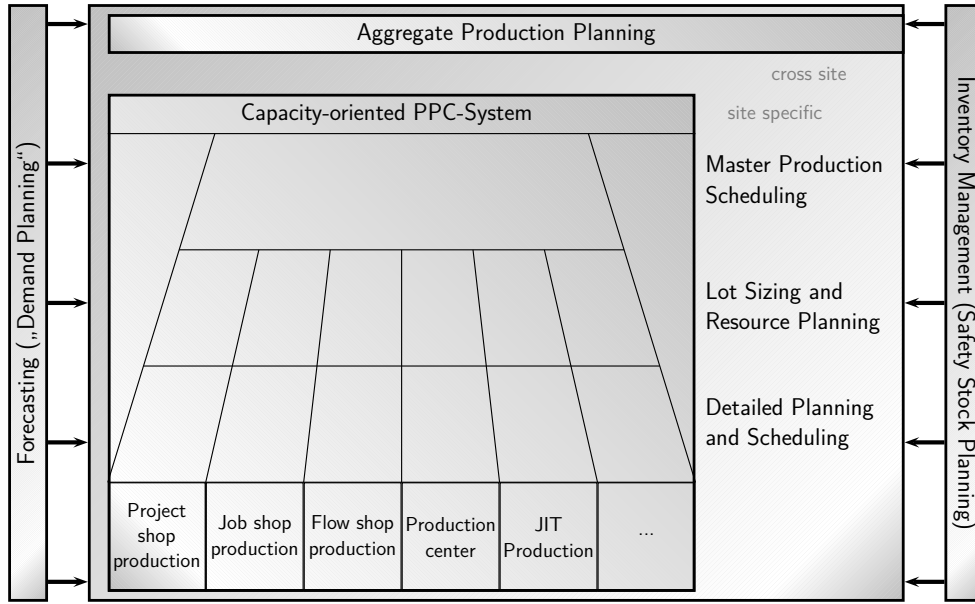 Aggregate Production Planning
cross site
Capacity-oriented PPC-System
site specific
Master Production
Scheduling
Lot Sizing and
Resource Planning
Detailed Planning
and Scheduling
Project
shop
production
Job shop
production
Flow shop
production
Production
center
JIT
Production
...
Forecasting („Demand Planning“)
Inventory Management (Safety Stock Planning)